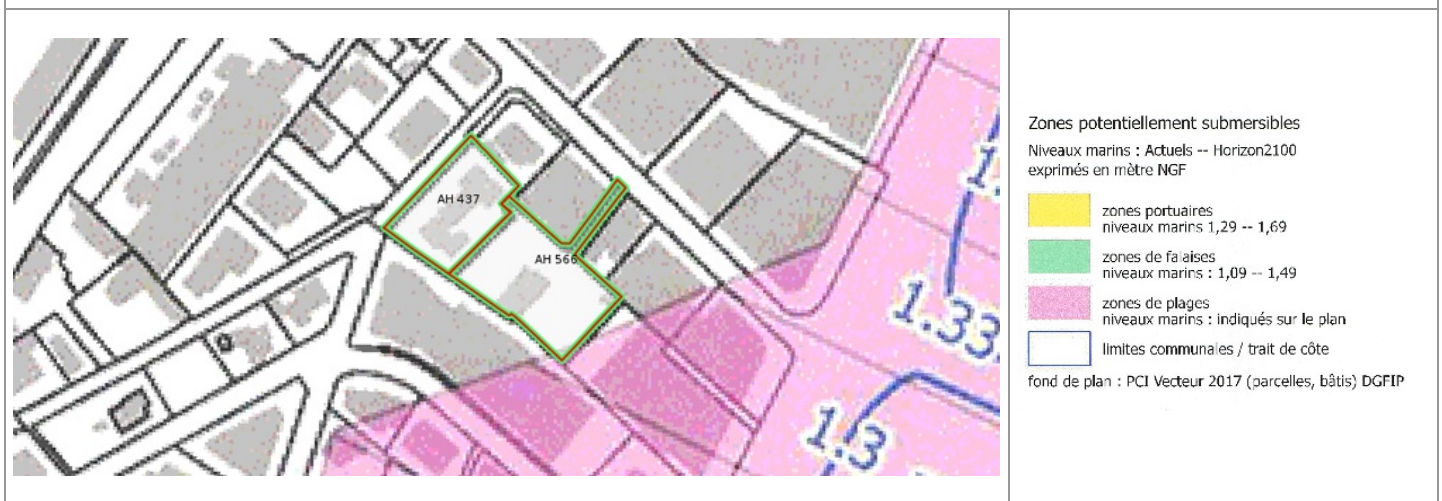 AH 437
AH 566
1.33
1.3
Zones potentiellement submersibles
Niveaux marins : Actuels -- Horizon2100
exprimés en mètre NGF
zones portuaires
niveaux marins 1,29 -- 1,69
zones de falaises
niveaux marins : 1,09 -- 1,49
zones de plages
niveaux marins : indiqués sur le plan
limites communales / trait de côte
fond de plan : PCI Vecteur 2017 (parcelles, bâtis) DGFIP